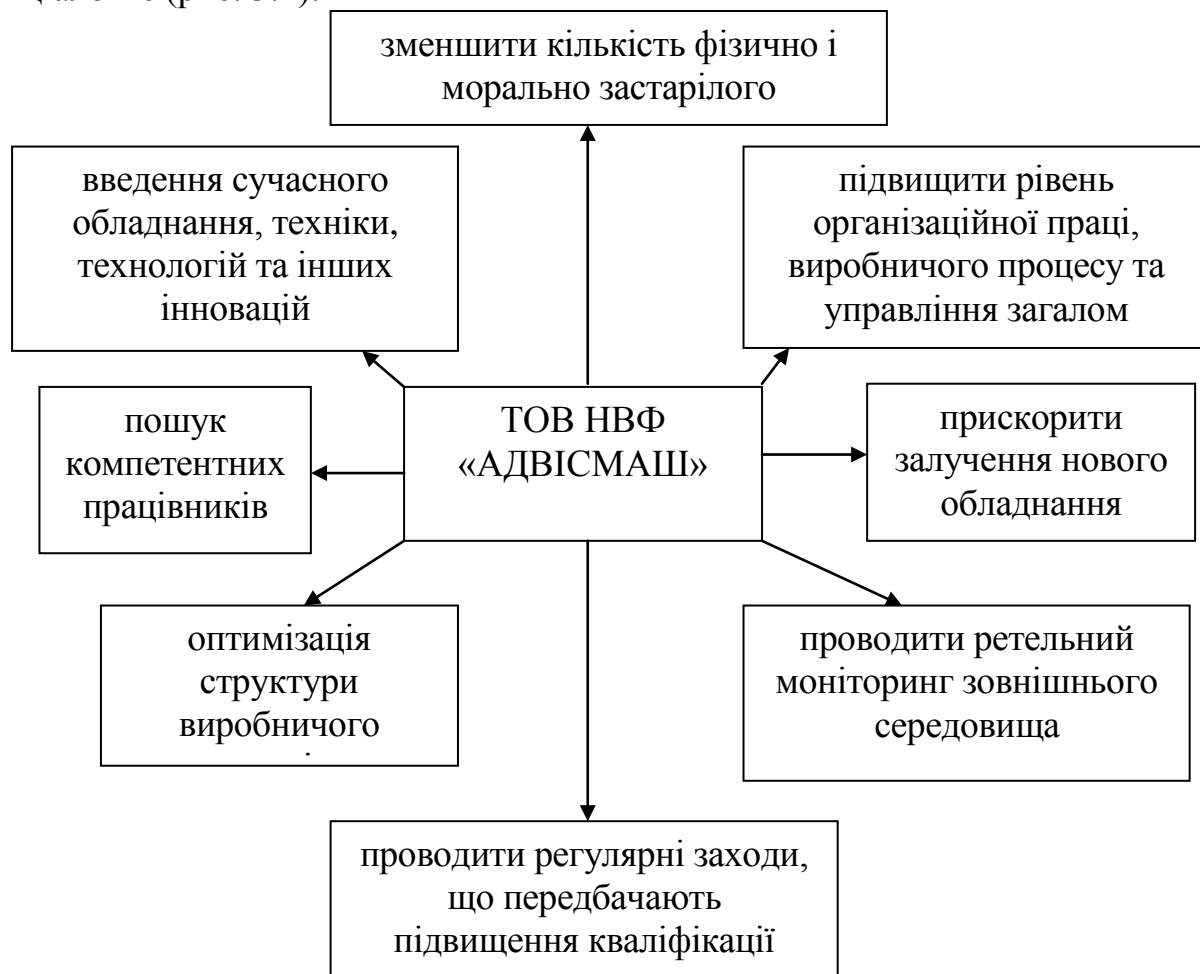 зменшити кількість фізично і
морально застарілого
введення сучасного
обладнання, техніки,
технологій та інших
інновацій
підвищити рівень
організаційної праці,
виробничого процесу та
управління загалом
пошук
компетентних
працівників
ТОВ НВФ
«АДВІСМАШ»
прискорити
залучення нового
обладнання
оптимізація
структури
виробничого
проводити ретельний
моніторинг зовнішнього
середовища
проводити регулярні заходи,
що передбачають
підвищення кваліфікації